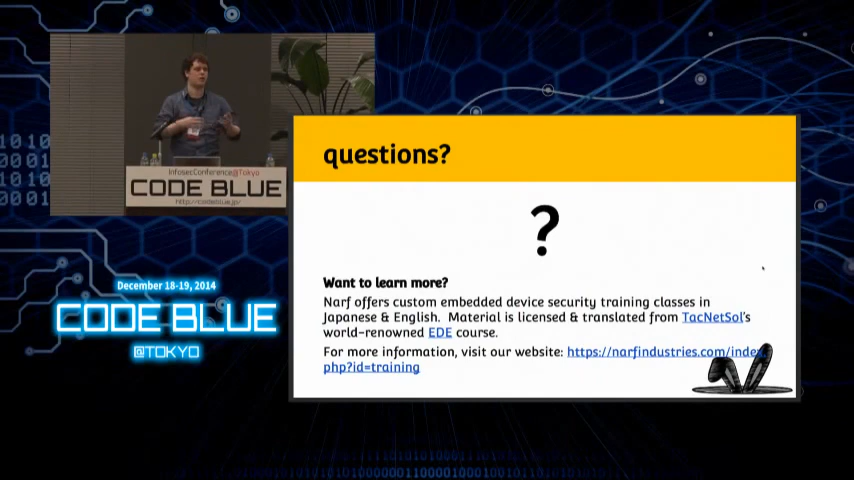 InfosecConference@Tokyo
CODE BLUE
http://codeblue.jp/
December 18-19, 2014
CODE BLUE
@TOKYO
questions?
?
Want to learn more?
Narf offers custom embedded device security training classes in
Japanese & English. Material is licensed & translated from TacNetSol's
world-renowned EDE course.
For more information, visit our website: https://narfindustries.com/index.
php?id=training